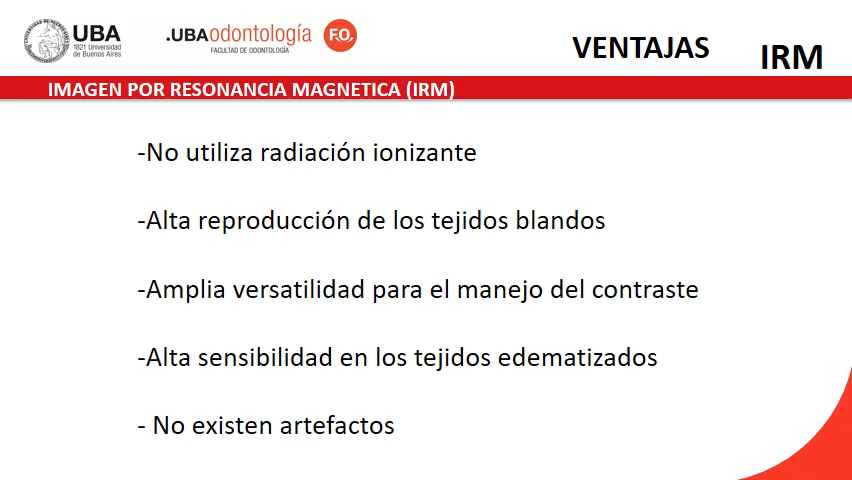 UBA
1821 Universidad
de Buenos Aires
.UBAodontología
FACULTAD DE ODONTOLOGÍA
F.O.
VENTAJAS
IRM
IMAGEN POR RESONANCIA MAGNETICA (IRM)
-No utiliza radiación ionizante
-Alta reproducción de los tejidos blandos
-Amplia versatilidad para el manejo del contraste
-Alta sensibilidad en los tejidos edematizados
- No existen artefactos